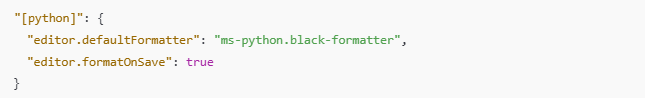 "[python]": {
  "editor.defaultFormatter": "ms-python.black-formatter",
  "editor.formatOnSave": true
}